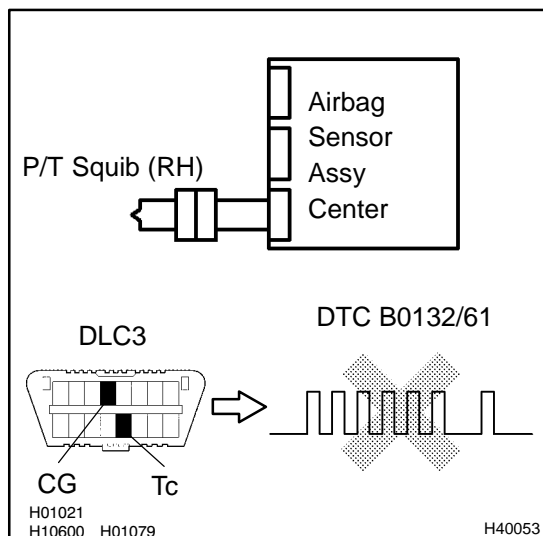 Airbag
Sensor
Assy
Center
P/T Squib (RH)
DTC B0132/61
DLC3
CG
Tc
H01021
H10600 H01079
H40053